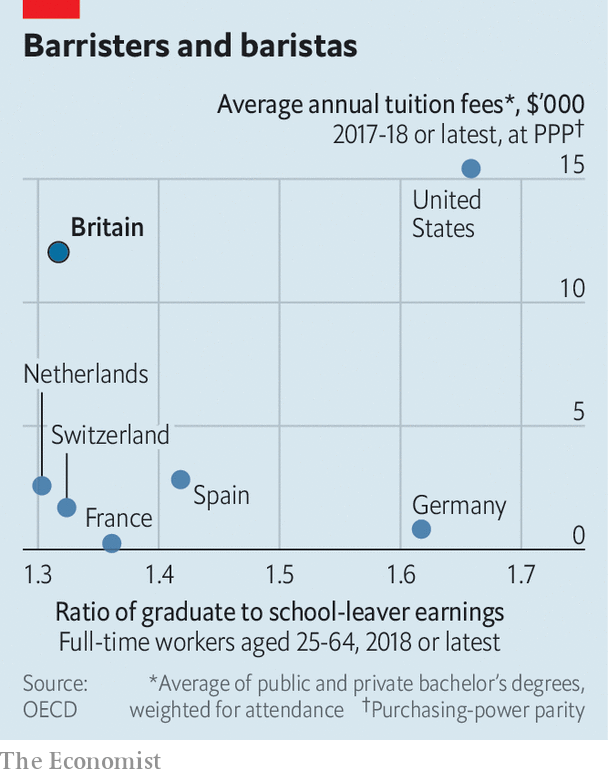 Barristers and baristas
Average annual tuition fees*, $’000
2017-18 or latest, at PPP†
15
United
States
Britain
10
Netherlands
5
Switzerland
Spain
Germany
France
0
1.3 1.4 1.5 1.6 1.7
Ratio of graduate to school-leaver earnings
Full-time workers aged 25-64, 2018 or latest
Source: *Average of public and private bachelor’s degrees,
OECD weighted for attendance †Purchasing-power parity
The Economist